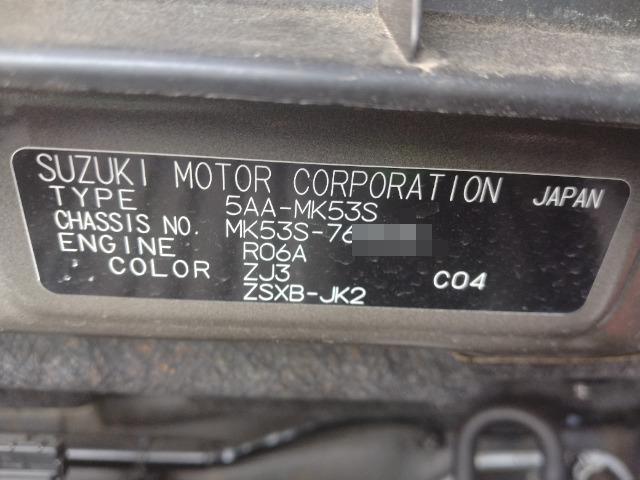 SUZUKI MOTOR CORPORATION JAPAN
TYPE 5AA-MK53S
CHASSIS NO. MK53S-76
ENGINE R06A
COLOR ZJ3 C04
ZSXB-JK2